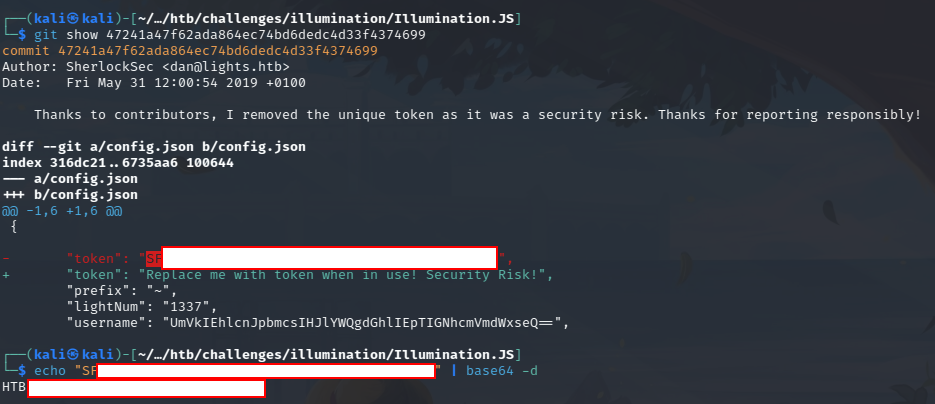 ┌──(kali㉿kali)-[~/…/htb/challenges/illumination/Illumination.JS]
└─$ git show 47241a47f62ada864ec74bd6dedc4d33f4374699
commit 47241a47f62ada864ec74bd6dedc4d33f4374699
Author: SherlockSec <dan@lights.htb>
Date:   Fri May 31 12:00:54 2019 +0100
    Thanks to contributors, I removed the unique token as it was a security risk. Thanks for reporting responsibly!
diff --git a/config.json b/config.json
index 316dc21..6735aa6 100644
--- a/config.json
+++ b/config.json
@@ -1,6 +1,6 @@
 {
-       "token": "SF",
+       "token": "Replace me with token when in use! Security Risk!",
        "prefix": "~",
        "lightNum": "1337",
        "username": "UmVkIEhlcnJpbmcsIHJlYWQgdGhlIEpTIGNhcmVmdWxseQ==",
┌──(kali㉿kali)-[~/…/htb/challenges/illumination/Illumination.JS]
└─$ echo "SF" | base64 -d
HTB